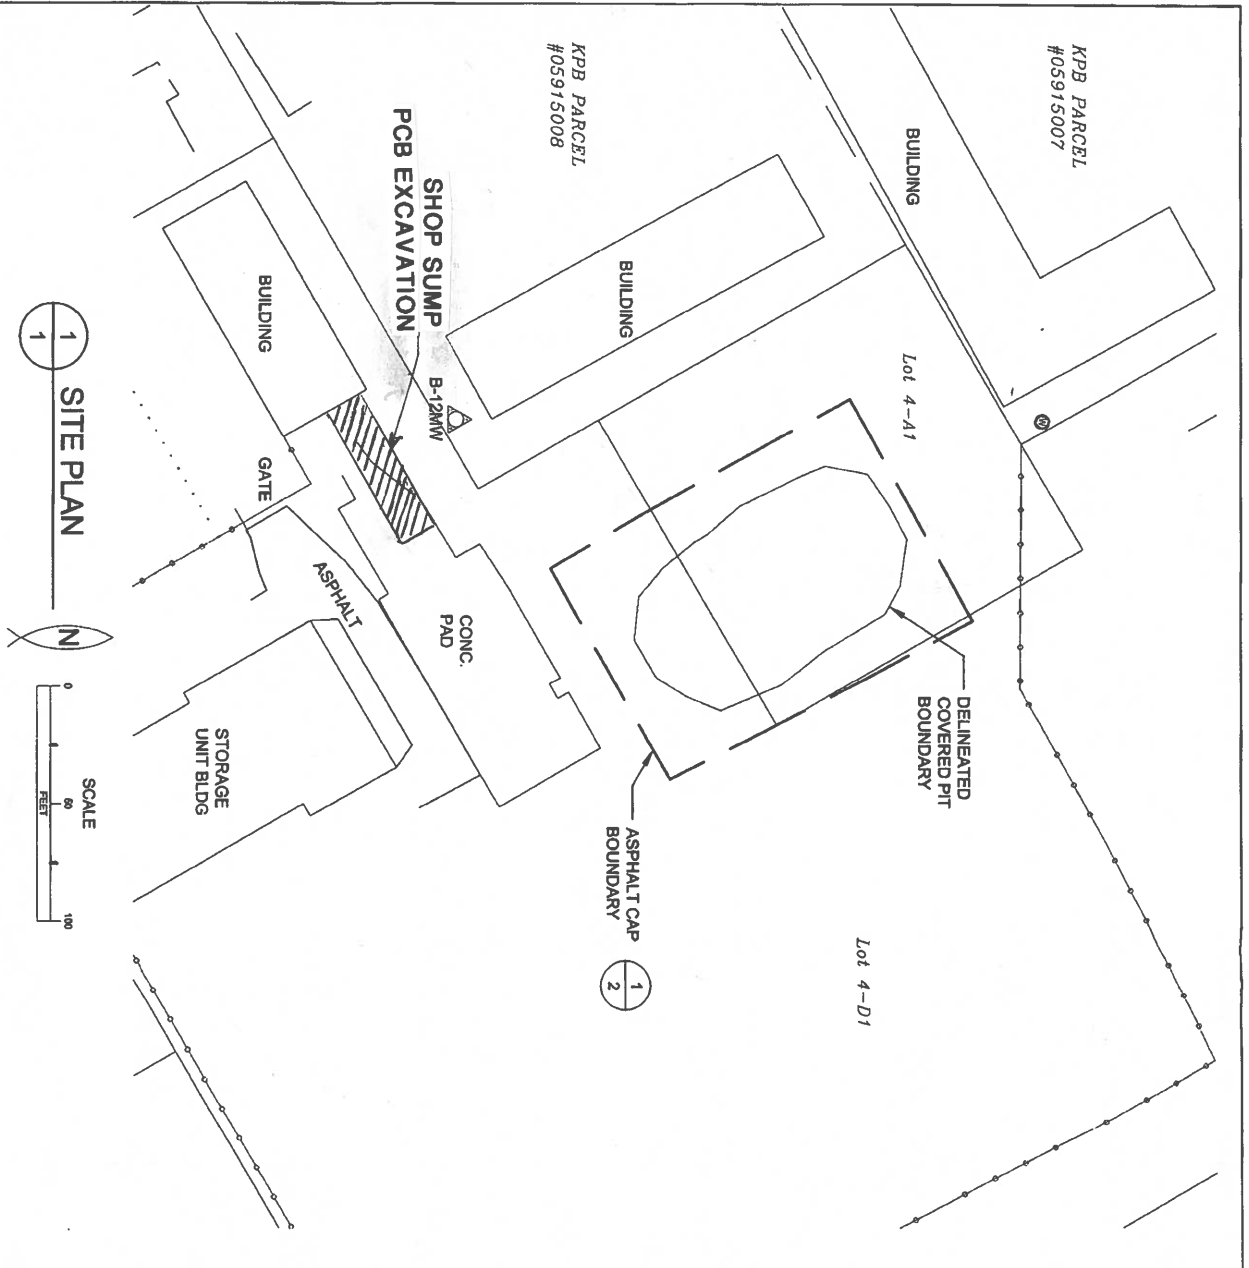 KPB PARCEL
#05915007
KPB PARCEL
#05915008
BUILDING
BUILDING
BUILDING
Lot 4-A1
W
SHOP SUMP
PCB EXCAVATION
B-12MW
GATE
ASPHALT
CONC.
PAD
STORAGE
UNIT BLDG
DELINEATED
COVERED PIT
BOUNDARY
ASPHALT CAP
BOUNDARY
1
2
Lot 4-D1
1
1
SITE PLAN
N
SCALE
0
60
100
FEET